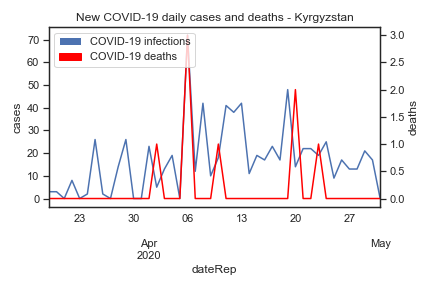 New COVID-19 daily cases and deaths - Kyrgyzstan
COVID-19 infections
COVID-19 deaths
cases
70
60
50
40
30
20
10
0
deaths
3.0
2.5
2.0
1.5
1.0
0.5
0.0
23 30 06 13 20 27
Apr May
2020
dateRep